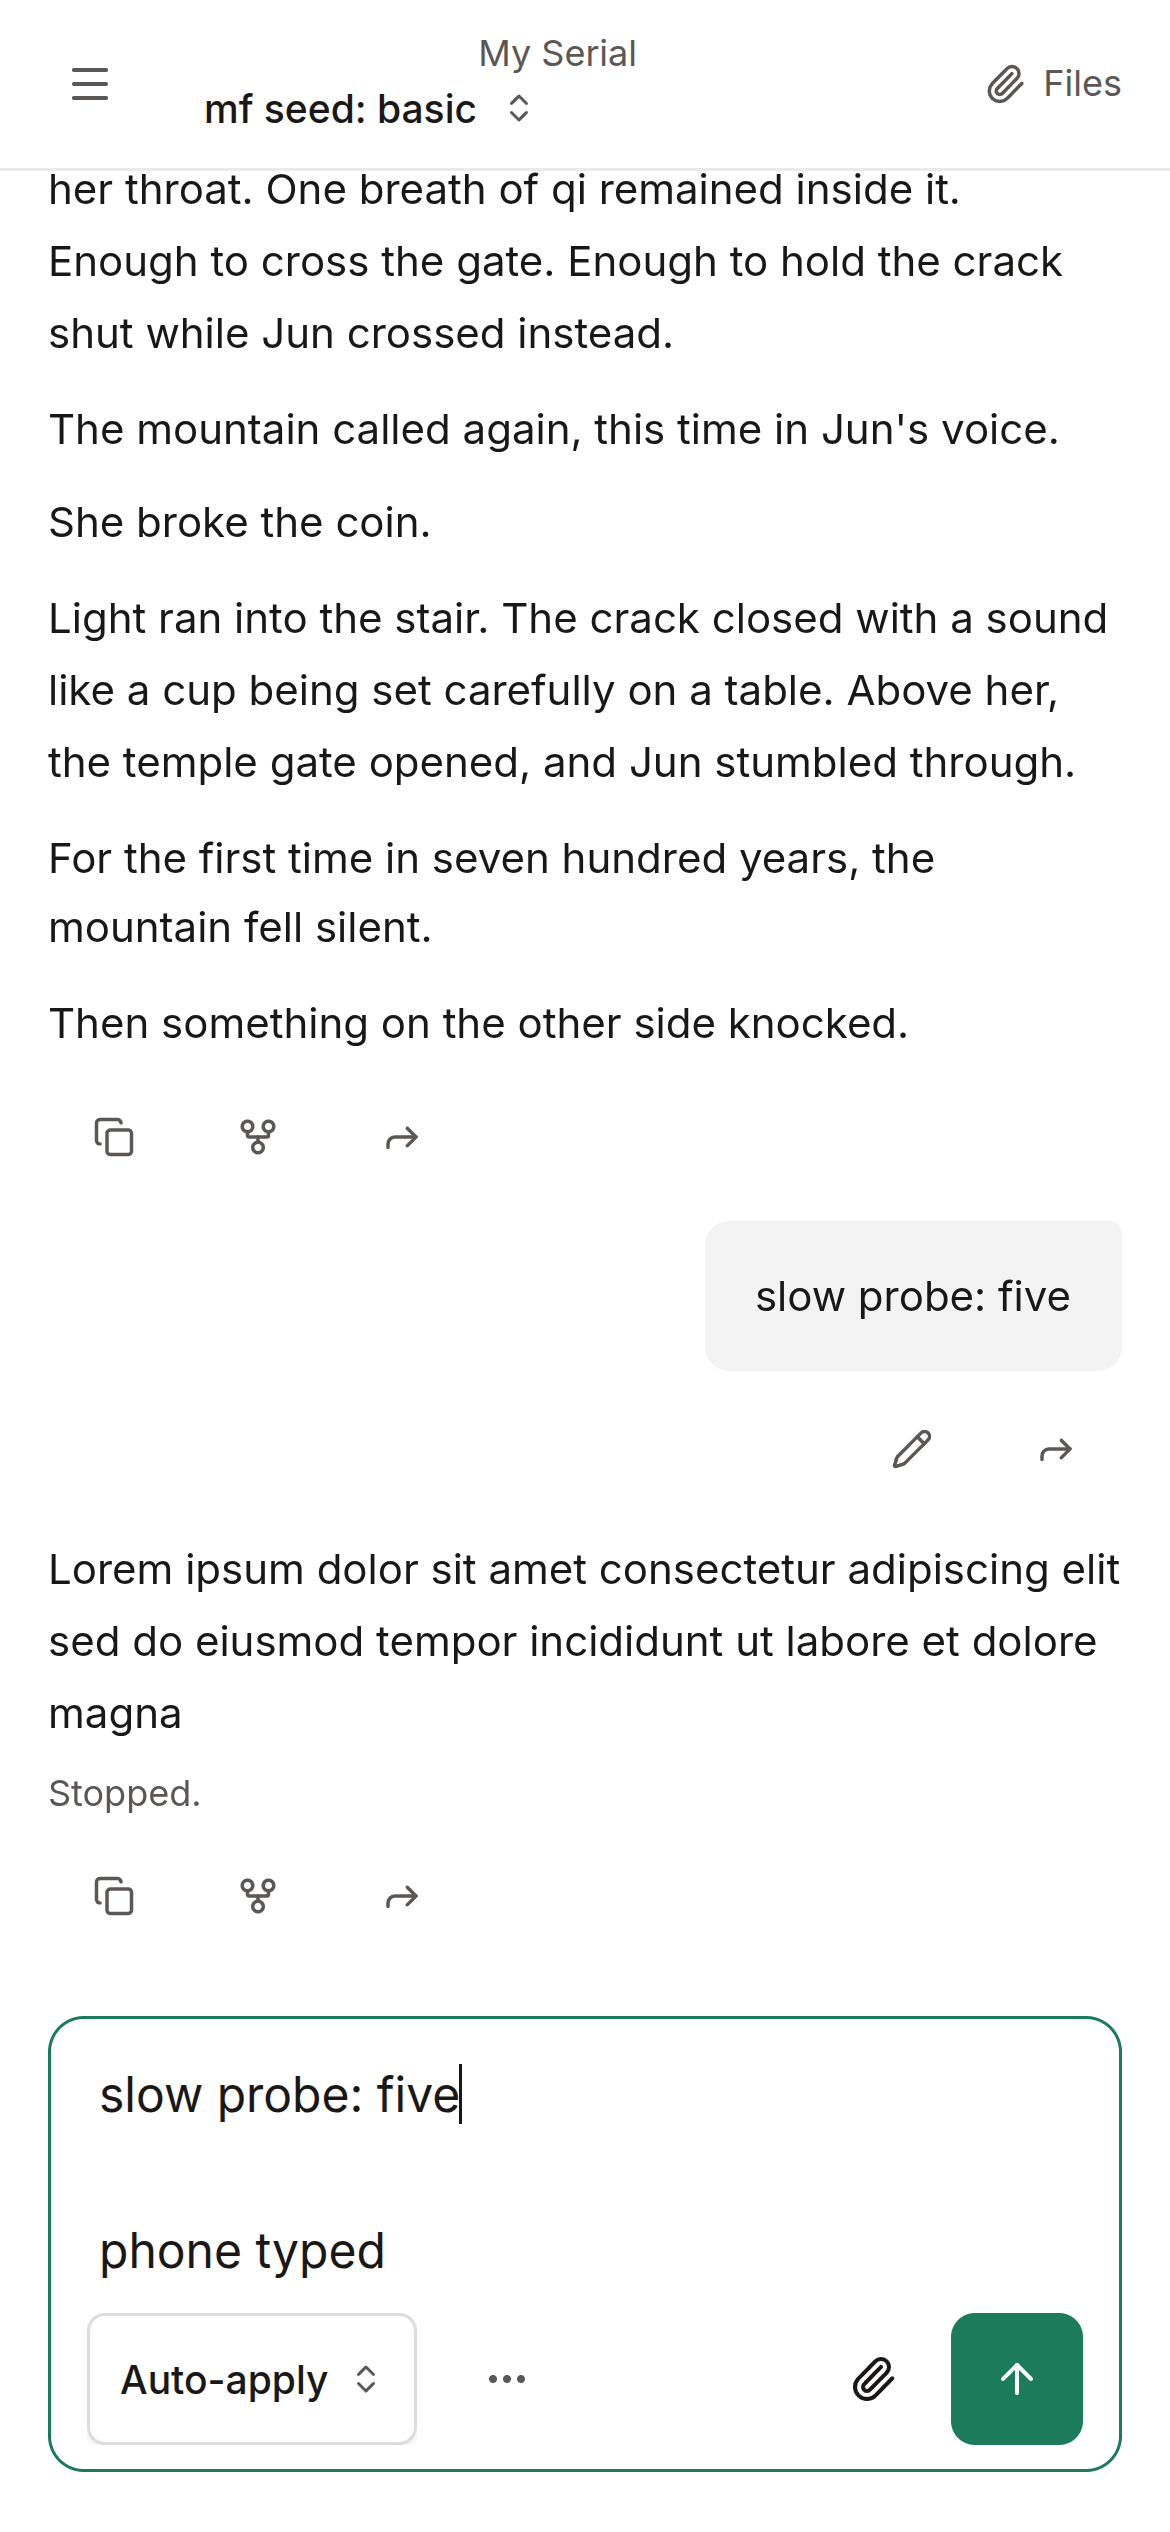 My Serial
mf seed: basic
Files
her throat. One breath of qi remained inside it.
Enough to cross the gate. Enough to hold the crack
shut while Jun crossed instead.
The mountain called again, this time in Jun's voice.
She broke the coin.
Light ran into the stair. The crack closed with a sound
like a cup being set carefully on a table. Above her,
the temple gate opened, and Jun stumbled through.
For the first time in seven hundred years, the
mountain fell silent.
Then something on the other side knocked.
slow probe: five
Lorem ipsum dolor sit amet consectetur adipiscing elit
sed do eiusmod tempor incididunt ut labore et dolore
magna
Stopped.
slow probe: five
phone typed
Auto-apply